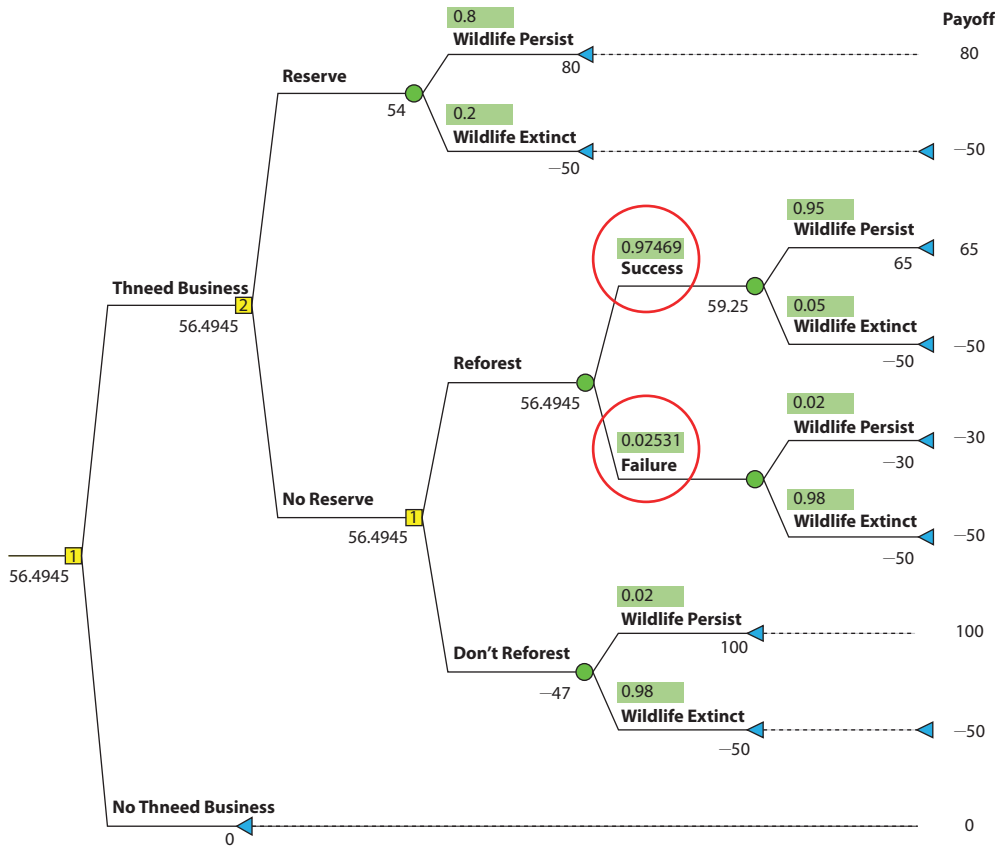 Payoff
0.8
Wildlife Persist
80
80
Reserve
54
0.2
Wildlife Extinct
−50
−50
0.95
Wildlife Persist
65
65
0.97469
Success
59.25
0.05
Wildlife Extinct
−50
−50
Thneed Business
2
56.4945
Reforest
56.4945
0.02
Wildlife Persist
−30
−30
0.02531
Failure
0.98
Wildlife Extinct
−50
−50
No Reserve
1
56.4945
1
56.4945
0.02
Wildlife Persist
100
100
Don’t Reforest
−47
0.98
Wildlife Extinct
−50
−50
No Thneed Business
0
0